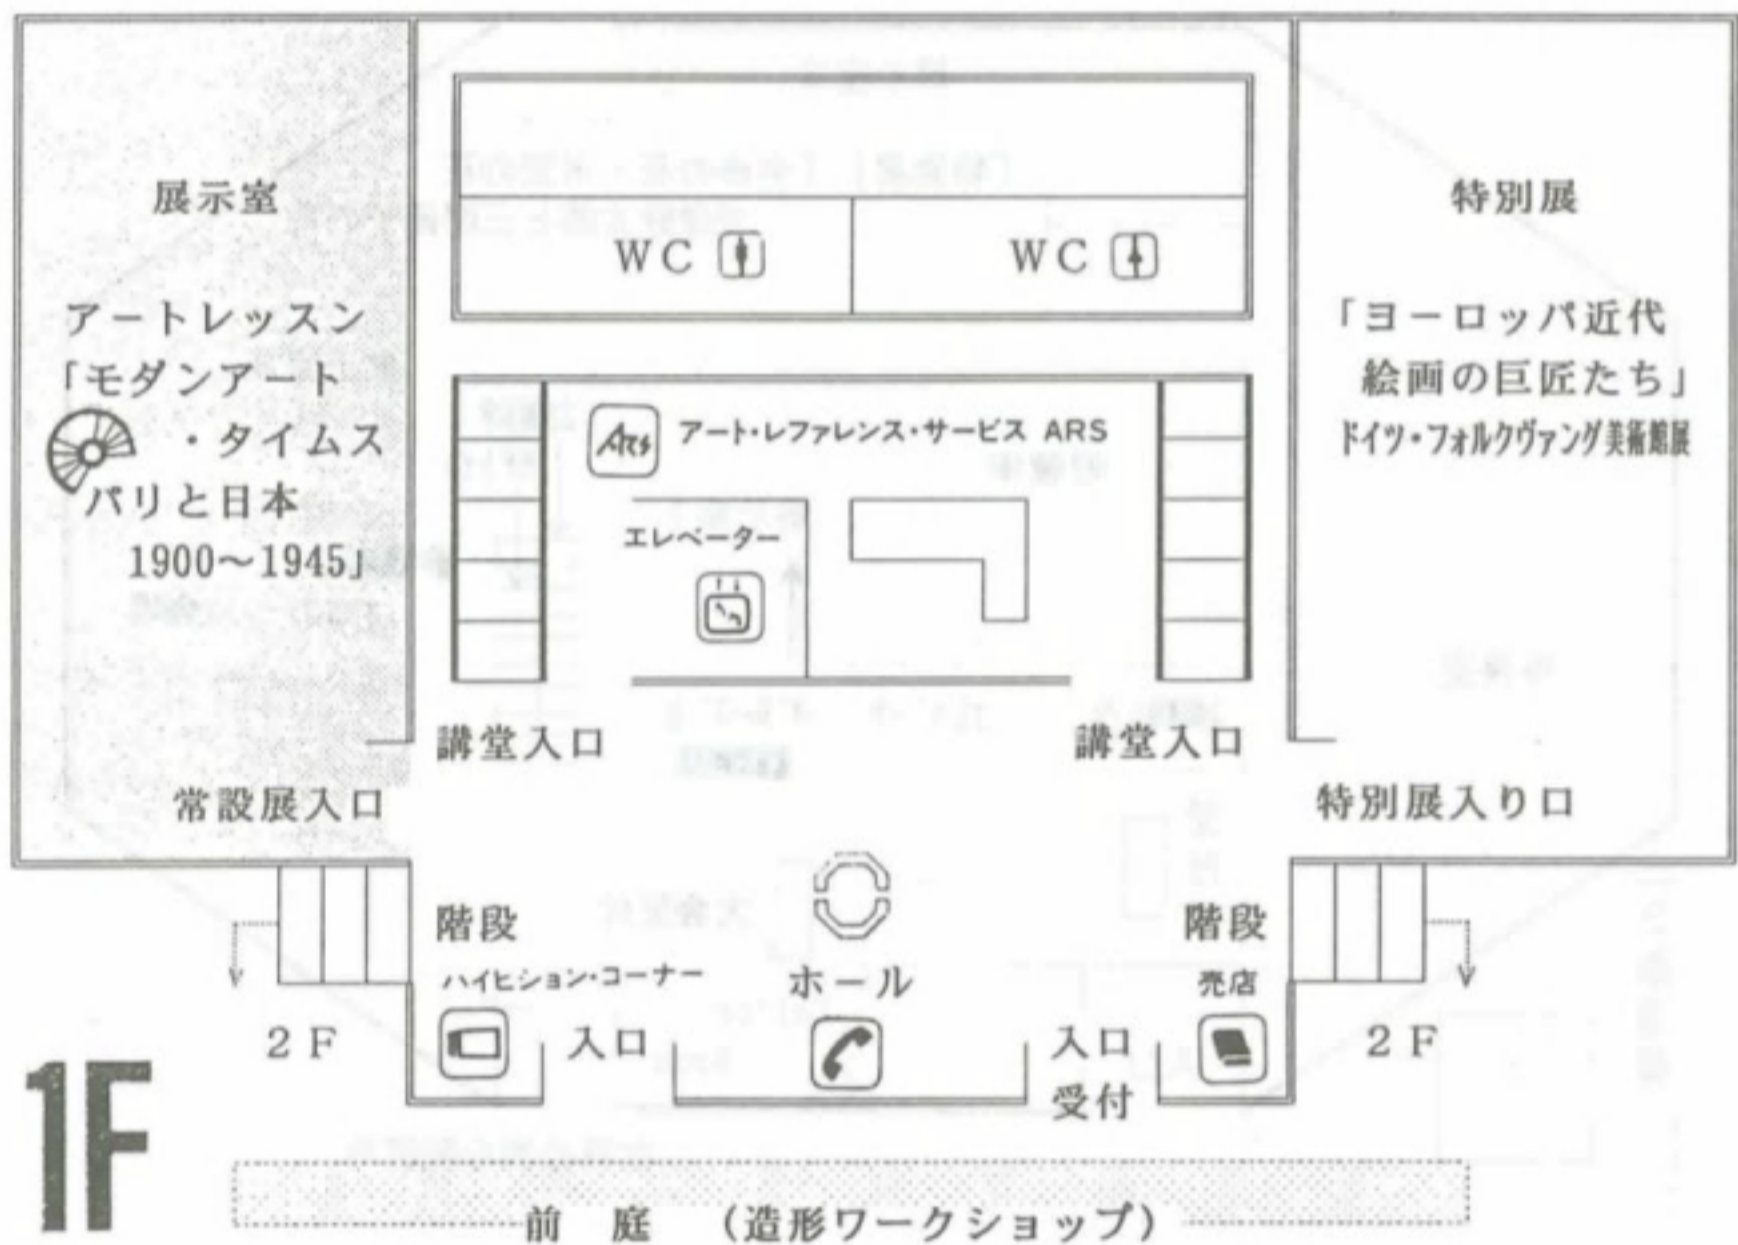 展示室
アートレッスン
「モダンアート
・タイムス
パリと日本
1900～1945」
常設展入口
WC
WC
Ars
アート・レファレンス・サービス ARS
エレベーター
講堂入口
講堂入口
特別展
「ヨーロッパ近代
絵画の巨匠たち」
ドイツ・フォルクヴァング美術館展
特別展入り口
階段
ハイヒション・コーナー
ホール
階段
売店
2F
入口
入口
受付
2F
1F
前 庭 (造形ワークショップ)